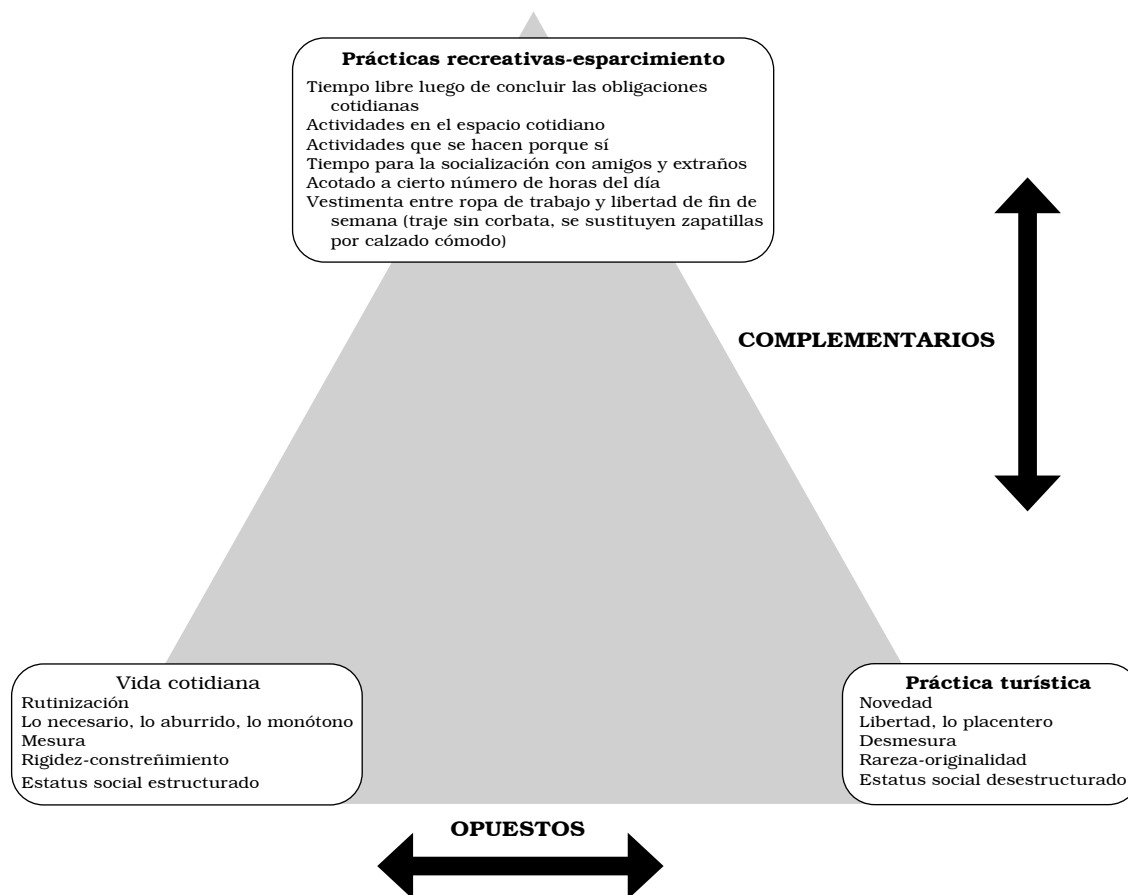 Prácticas recreativas-esparcimiento
Tiempo libre luego de concluir las obligaciones
cotidianas
Actividades en el espacio cotidiano
Actividades que se hacen porque sí
Tiempo para la socialización con amigos y extraños
Acotado a cierto número de horas del día
Vestimenta entre ropa de trabajo y libertad de fin de
semana (traje sin corbata, se sustituyen zapatillas
por calzado cómodo)
COMPLEMENTARIOS
Vida cotidiana
Rutinización
Lo necesario, lo aburrido, lo monótono
Mesura
Rigidez-constreñimiento
Estatus social estructurado
Práctica turística
Novedad
Libertad, lo placentero
Desmesura
Rareza-originalidad
Estatus social desestructurado
OPUESTOS